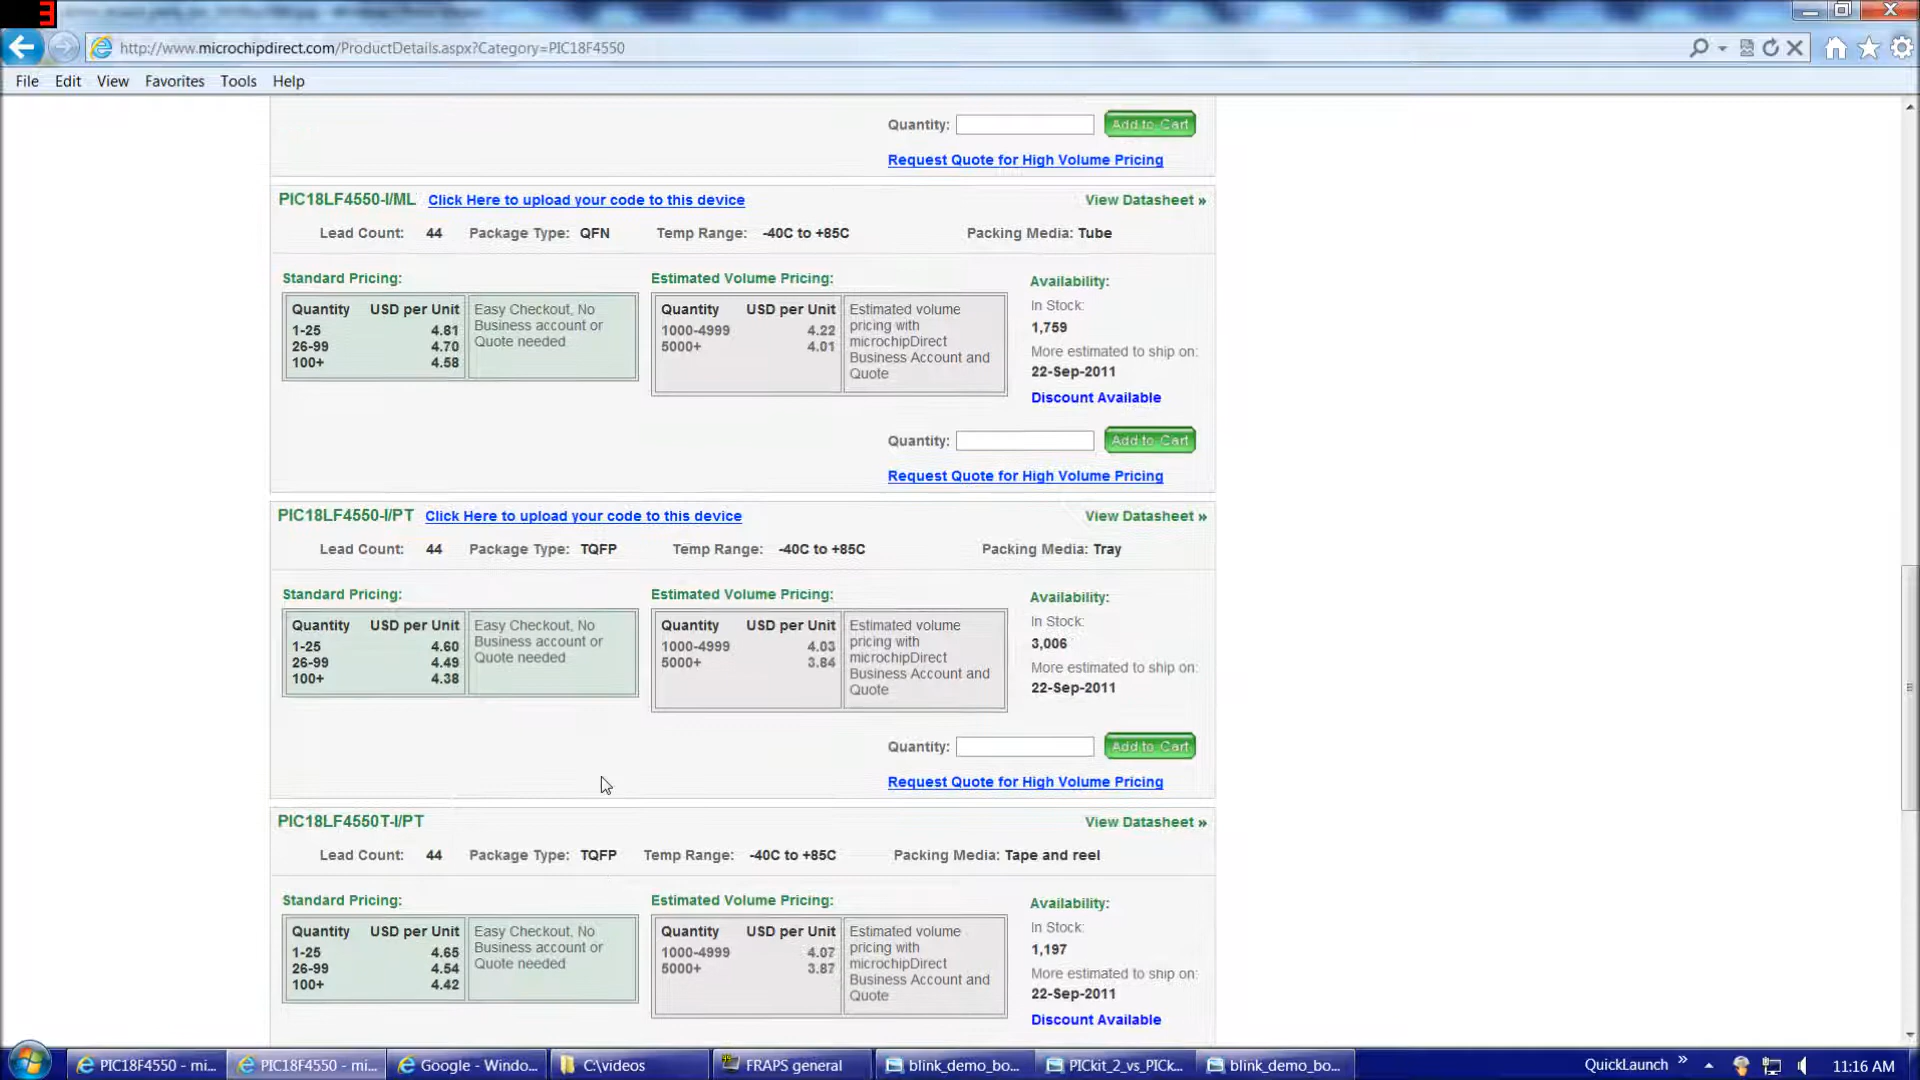 3
http://www.microchipdirect.com/ProductDetails.aspx?Category=PIC18F4550
File Edit View Favorites Tools Help
Quantity: Add to Cart
Request Quote for High Volume Pricing
PIC18LF4550-I/ML Click Here to upload your code to this device View Datasheet »
Lead Count: 44 Package Type: QFN Temp Range: -40C to +85C Packing Media: Tube
Standard Pricing: Estimated Volume Pricing: Availability:
Quantity USD per Unit Easy Checkout, No Quantity USD per Unit Estimated volume In Stock:
1-25 4.81 Business account or 1000-4999 4.22 pricing with 1,759
26-99 4.70 Quote needed 5000+ 4.01 microchipDirect More estimated to ship on:
100+ 4.58 Business Account and 22-Sep-2011
Quote
Discount Available
Quantity: Add to Cart
Request Quote for High Volume Pricing
PIC18LF4550-I/PT Click Here to upload your code to this device View Datasheet »
Lead Count: 44 Package Type: TQFP Temp Range: -40C to +85C Packing Media: Tray
Standard Pricing: Estimated Volume Pricing: Availability:
Quantity USD per Unit Easy Checkout, No Quantity USD per Unit Estimated volume In Stock:
1-25 4.60 Business account or 1000-4999 4.03 pricing with 3,006
26-99 4.49 Quote needed 5000+ 3.84 microchipDirect More estimated to ship on:
100+ 4.38 Business Account and 22-Sep-2011
Quote
Quantity: Add to Cart
Request Quote for High Volume Pricing
PIC18LF4550T-I/PT View Datasheet »
Lead Count: 44 Package Type: TQFP Temp Range: -40C to +85C Packing Media: Tape and reel
Standard Pricing: Estimated Volume Pricing: Availability:
Quantity USD per Unit Easy Checkout, No Quantity USD per Unit Estimated volume In Stock:
1-25 4.65 Business account or 1000-4999 4.07 pricing with 1,197
26-99 4.54 Quote needed 5000+ 3.87 microchipDirect More estimated to ship on:
100+ 4.42 Business Account and 22-Sep-2011
Quote
Discount Available
PIC18F4550 - mi... PIC18F4550 - mi... Google - Windo... C:\videos FRAPS general blink_demo_bo... PICkit_2_vs_PICk... blink_demo_bo... QuickLaunch » 11:16 AM